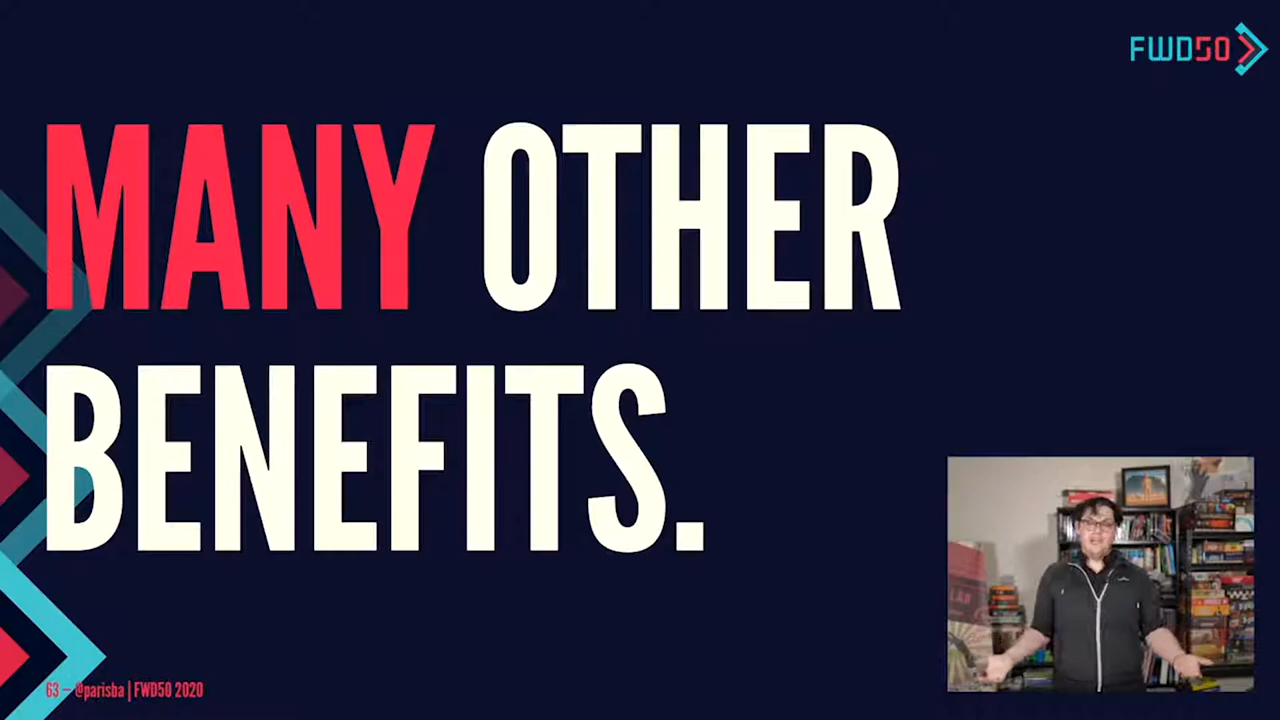 FWD50
MANY OTHER
BENEFITS.
63 — @parisba | FWD50 2020